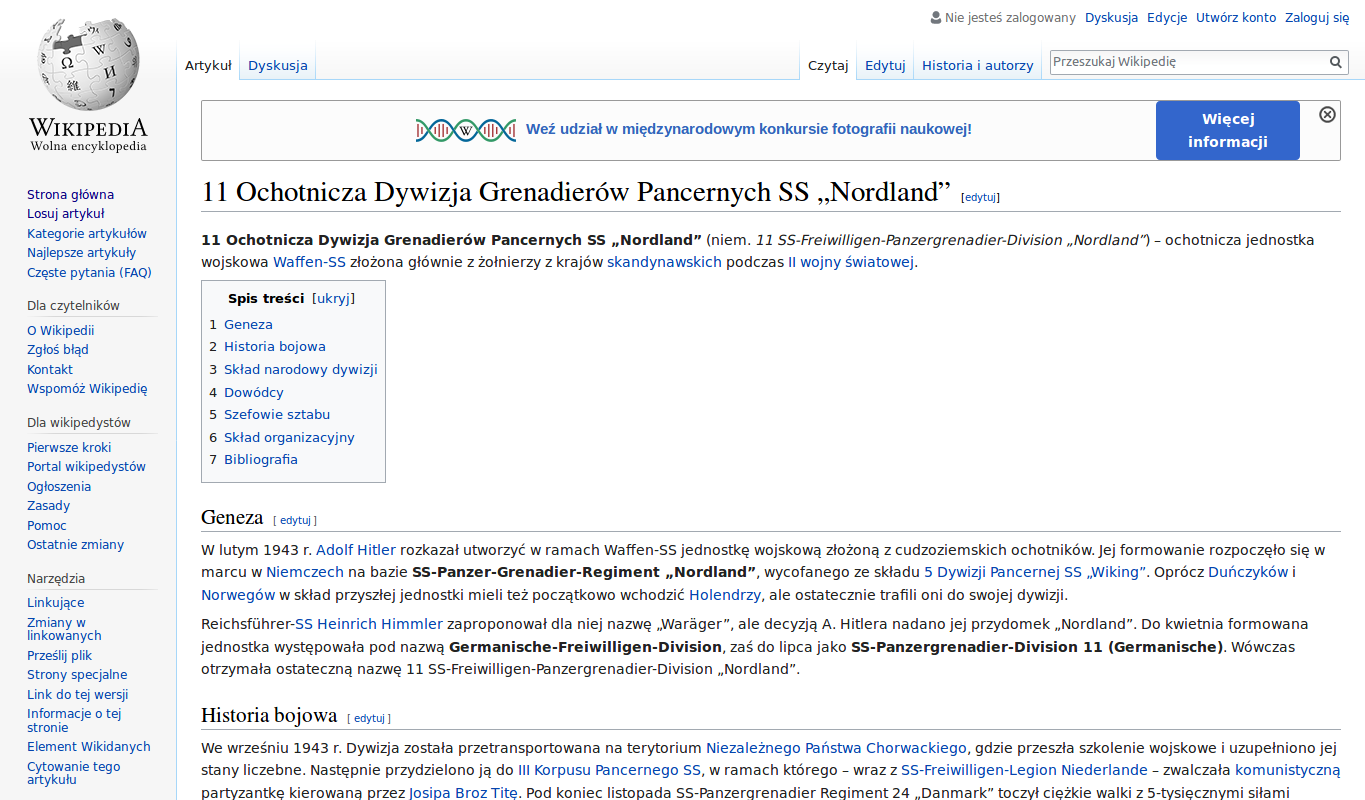 Nie jesteś zalogowany Dyskusja Edycje Utwórz konto Zaloguj się
Artykuł Dyskusja Czytaj Edytuj Historia i autorzy Przeszukaj Wikipedię
WIKIPEDIA
Wolna encyklopedia
Strona główna
Losuj artykuł
Kategorie artykułów
Najlepsze artykuły
Częste pytania (FAQ)
Dla czytelników
O Wikipedii
Zgłoś błąd
Kontakt
Wspomóż Wikipedię
Dla wikipedystów
Pierwsze kroki
Portal wikipedystów
Ogłoszenia
Zasady
Pomoc
Ostatnie zmiany
Narzędzia
Linkujące
Zmiany w
linkowanych
Prześlij plik
Strony specjalne
Link do tej wersji
Informacje o tej
stronie
Element Wikidanych
Cytowanie tego
artykułu
Weź udział w międzynarodowym konkursie fotografii naukowej!
Więcej
informacji
11 Ochotnicza Dywizja Grenadierów Pancernych SS „Nordland” [edytuj]
11 Ochotnicza Dywizja Grenadierów Pancernych SS „Nordland” (niem. 11 SS-Freiwilligen-Panzergrenadier-Division „Nordland”) – ochotnicza jednostka
wojskowa Waffen-SS złożona głównie z żołnierzy z krajów skandynawskich podczas II wojny światowej.
Spis treści [ukryj]
1 Geneza
2 Historia bojowa
3 Skład narodowy dywizji
4 Dowódcy
5 Szefowie sztabu
6 Skład organizacyjny
7 Bibliografia
Geneza [ edytuj ]
W lutym 1943 r. Adolf Hitler rozkazał utworzyć w ramach Waffen-SS jednostkę wojskową złożoną z cudzoziemskich ochotników. Jej formowanie rozpoczęło się w
marcu w Niemczech na bazie SS-Panzer-Grenadier-Regiment „Nordland”, wycofanego ze składu 5 Dywizji Pancernej SS „Wiking”. Oprócz Duńczyków i
Norwegów w skład przyszłej jednostki mieli też początkowo wchodzić Holendrzy, ale ostatecznie trafili oni do swojej dywizji.
Reichsführer-SS Heinrich Himmler zaproponował dla niej nazwę „Waräger”, ale decyzją A. Hitlera nadano jej przydomek „Nordland”. Do kwietnia formowana
jednostka występowała pod nazwą Germanische-Freiwilligen-Division, zaś do lipca jako SS-Panzergrenadier-Division 11 (Germanische). Wówczas
otrzymała ostateczną nazwę 11 SS-Freiwilligen-Panzergrenadier-Division „Nordland”.
Historia bojowa [ edytuj ]
We wrześniu 1943 r. Dywizja została przetransportowana na terytorium Niezależnego Państwa Chorwackiego, gdzie przeszła szkolenie wojskowe i uzupełniono jej
stany liczebne. Następnie przydzielono ją do III Korpusu Pancernego SS, w ramach którego – wraz z SS-Freiwilligen-Legion Niederlande – zwalczała komunistyczną
partyzantkę kierowaną przez Josipa Broz Titę. Pod koniec listopada SS-Panzergrenadier Regiment 24 „Danmark” toczył ciężkie walki z 5-tysięcznymi siłami